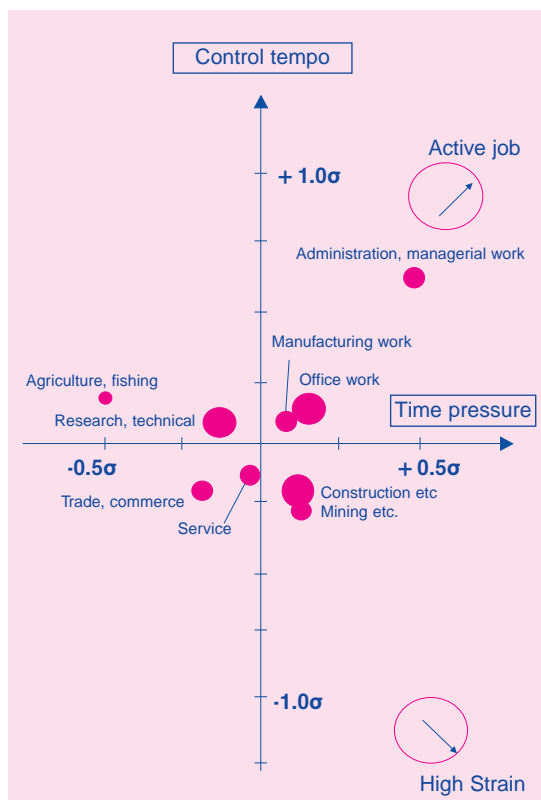 Control tempo
Active job
+ 1.0σ
Administration, managerial work
Manufacturing work
Agriculture, fishing
Office work
Research, technical
Time pressure
-0.5σ
+ 0.5σ
Trade, commerce
Construction etc
Mining etc.
Service
-1.0σ
High Strain